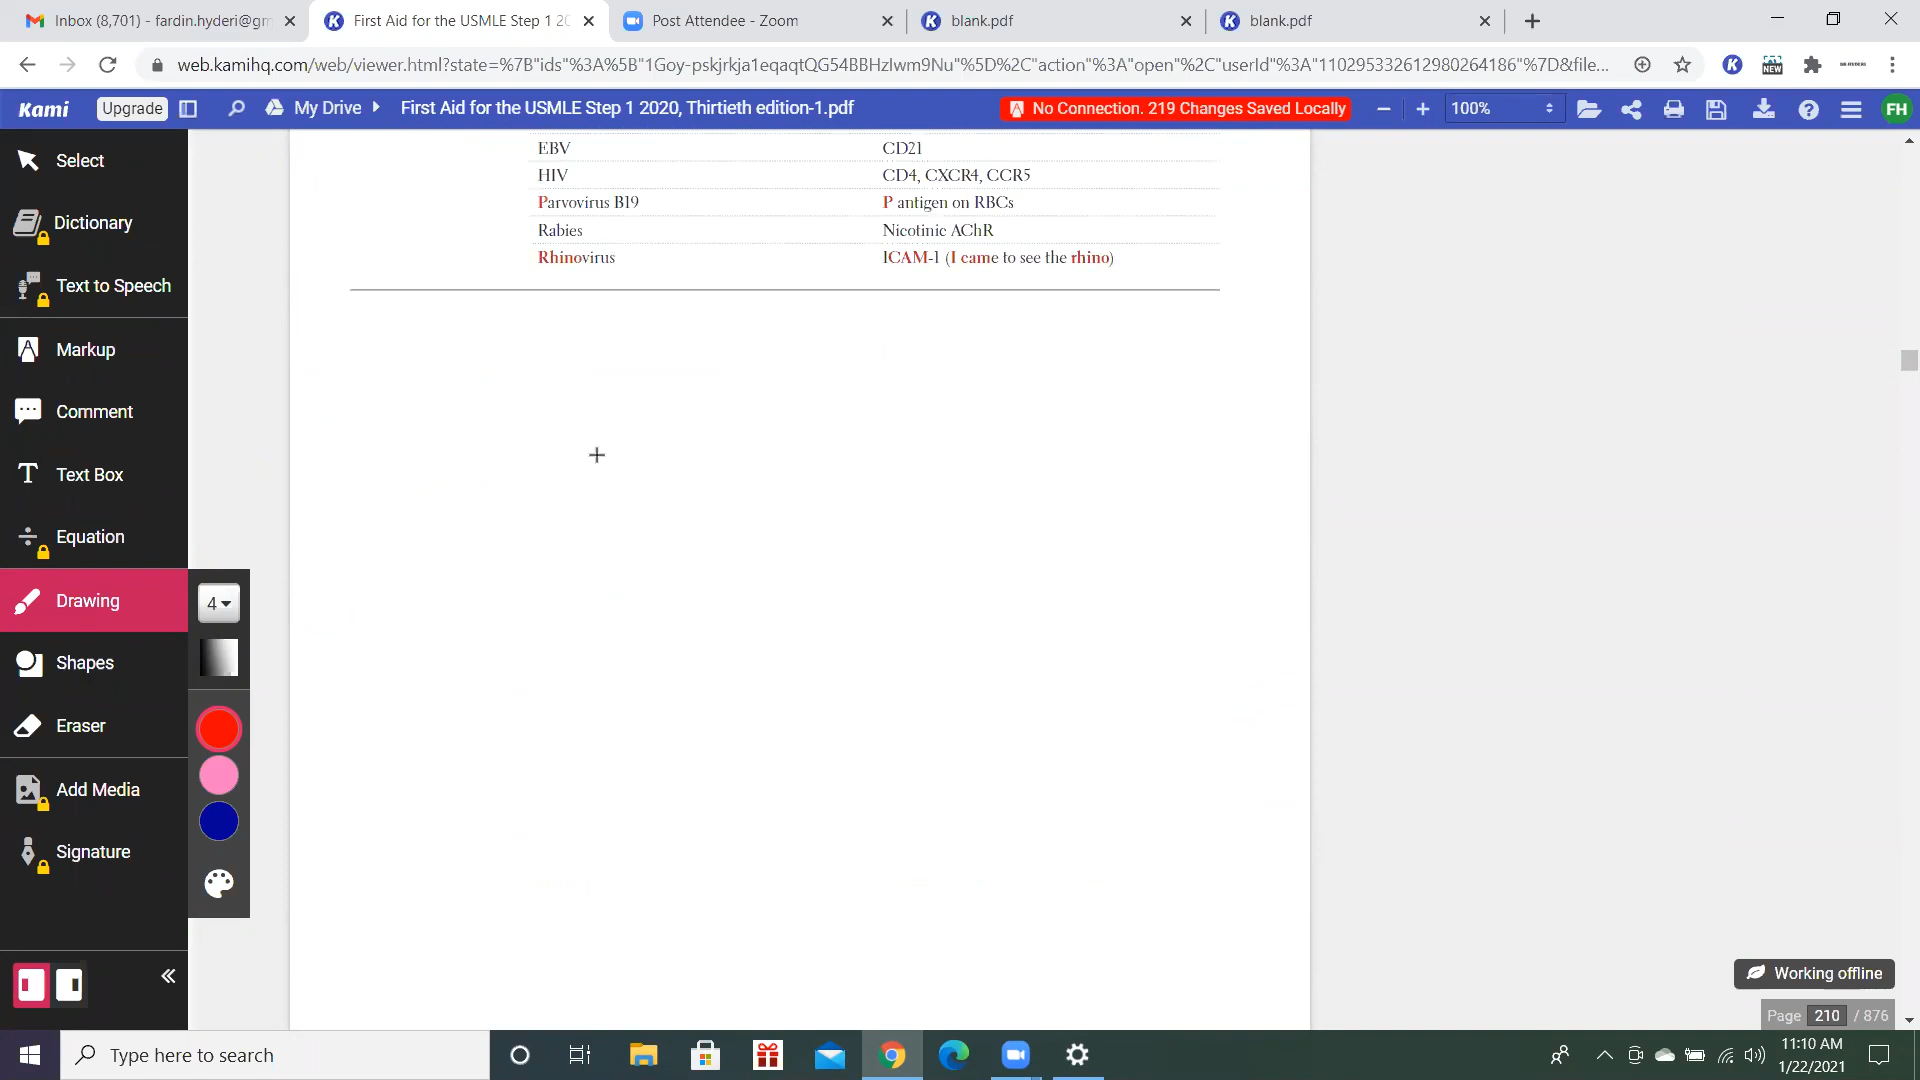 Inbox (8,701) - fardin.hyderi@gm
First Aid for the USMLE Step 1 20
Post Attendee - Zoom
blank.pdf
blank.pdf
web.kamihq.com/web/viewer.html?state=%7B"ids"%3A%5B"1Goy-pskjrkja1eqaqtQG54BBHzIwm9Nu"%5D%2C"action"%3A"open"%2C"userId"%3A"110295332612980264186"%7D&file...
NEW
Kami
Upgrade
My Drive
First Aid for the USMLE Step 1 2020, Thirtieth edition-1.pdf
No Connection. 219 Changes Saved Locally
100%
FH
Select
Dictionary
Text to Speech
Markup
Comment
Text Box
Equation
Drawing
Shapes
Eraser
Add Media
Signature
4
EBV CD21
HIV CD4, CXCR4, CCR5
Parvovirus B19 P antigen on RBCs
Rabies Nicotinic AChR
Rhinovirus ICAM-1 (I came to see the rhino)
Working offline
Page 210 / 876
Type here to search
11:10 AM
1/22/2021